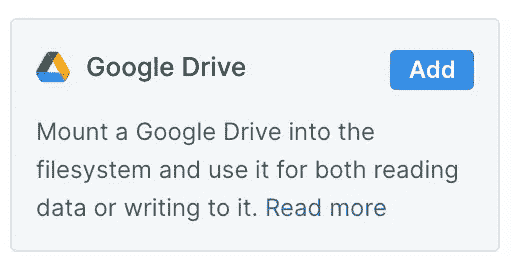 Google Drive
Add
Mount a Google Drive into the
filesystem and use it for both reading
data or writing to it. Read more